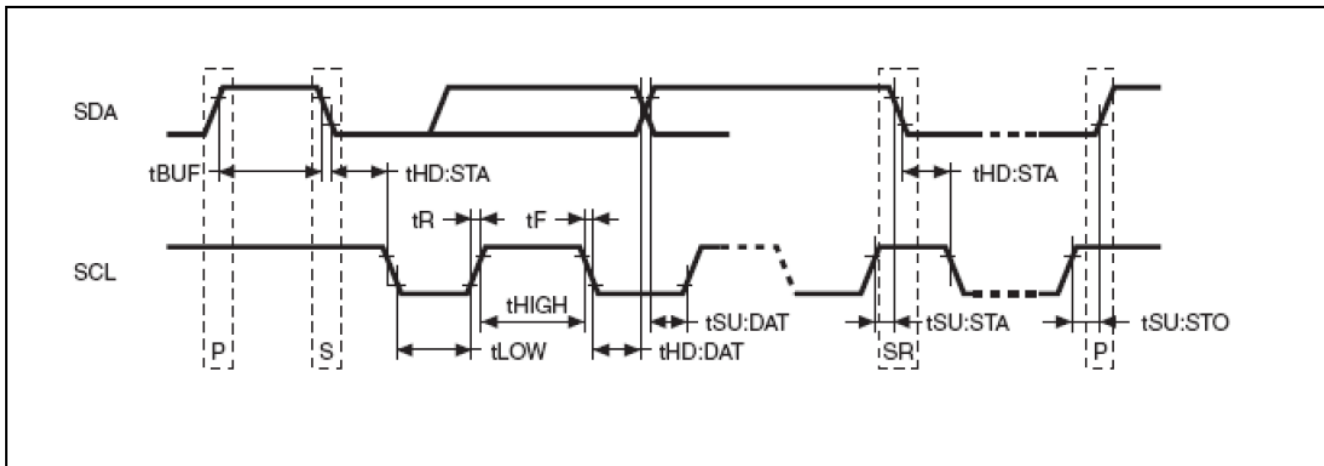 SDA
tBUF
tHD:STA
tHD:STA
tR
tF
SCL
tHIGH
tSU:DAT
tSU:STA
tSU:STO
P
S
tLOW
tHD:DAT
SR
P